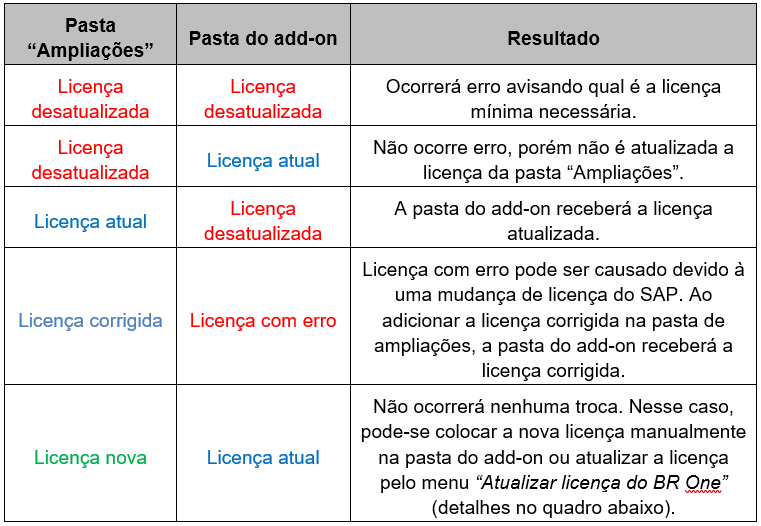 Pasta
“Ampliações”
Pasta do add-on
Resultado
Licença
desatualizada
Licença
desatualizada
Ocorrerá erro avisando qual é a licença
mínima necessária.
Licença
desatualizada
Licença atual
Não ocorre erro, porém não é atualizada a
licença da pasta “Ampliações”.
Licença atual
Licença
desatualizada
A pasta do add-on receberá a licença
atualizada.
Licença corrigida
Licença com erro
Licença com erro pode ser causado devido à
uma mudança de licença do SAP. Ao
adicionar a licença corrigida na pasta de
ampliações, a pasta do add-on receberá a
licença corrigida.
Licença nova
Licença atual
Não ocorrerá nenhuma troca. Nesse caso,
pode-se colocar a nova licença manualmente
na pasta do add-on ou atualizar a licença
pelo menu “Atualizar licença do BR One”
(detalhes no quadro abaixo).